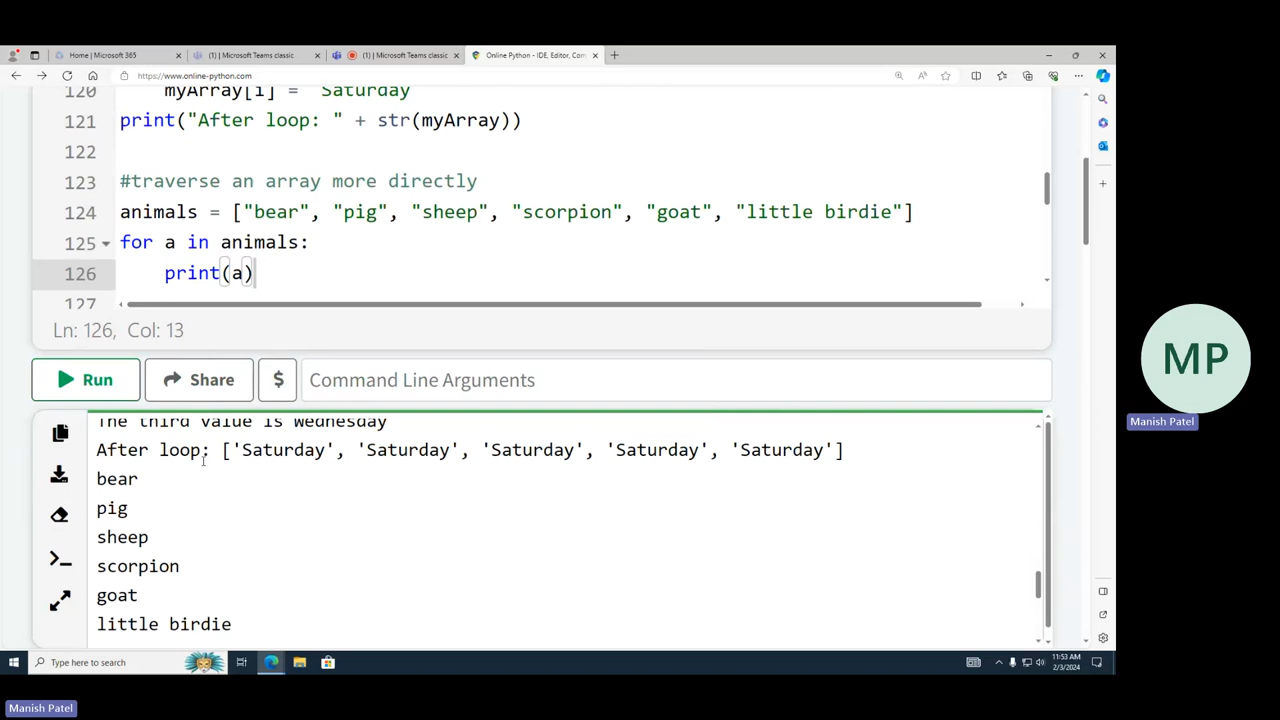 Home | Microsoft 365
(1) | Microsoft Teams classic
(1) | Microsoft Teams classic
Online Python - IDE, Editor, Com
https://www.online-python.com
120 myArray[i] = "Saturday"
121 print("After loop: " + str(myArray))
122
123 #traverse an array more directly
124 animals = ["bear", "pig", "sheep", "scorpion", "goat", "little birdie"]
125 for a in animals:
126 print(a)
127
Ln: 126, Col: 13
Run
Share
$
Command Line Arguments
The third value is Wednesday
After loop: ['Saturday', 'Saturday', 'Saturday', 'Saturday', 'Saturday']
bear
pig
sheep
scorpion
goat
little birdie
MP
Manish Patel
Type here to search
11:53 AM
2/3/2024
Manish Patel